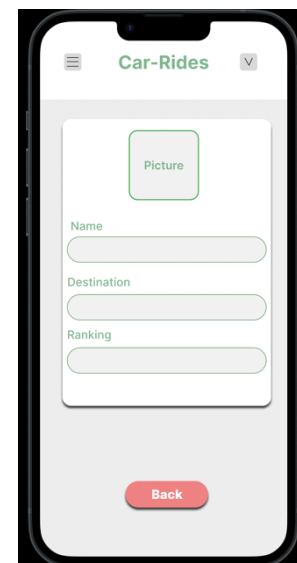 Car-Rides V
Picture
Name
Destination
Ranking
Back